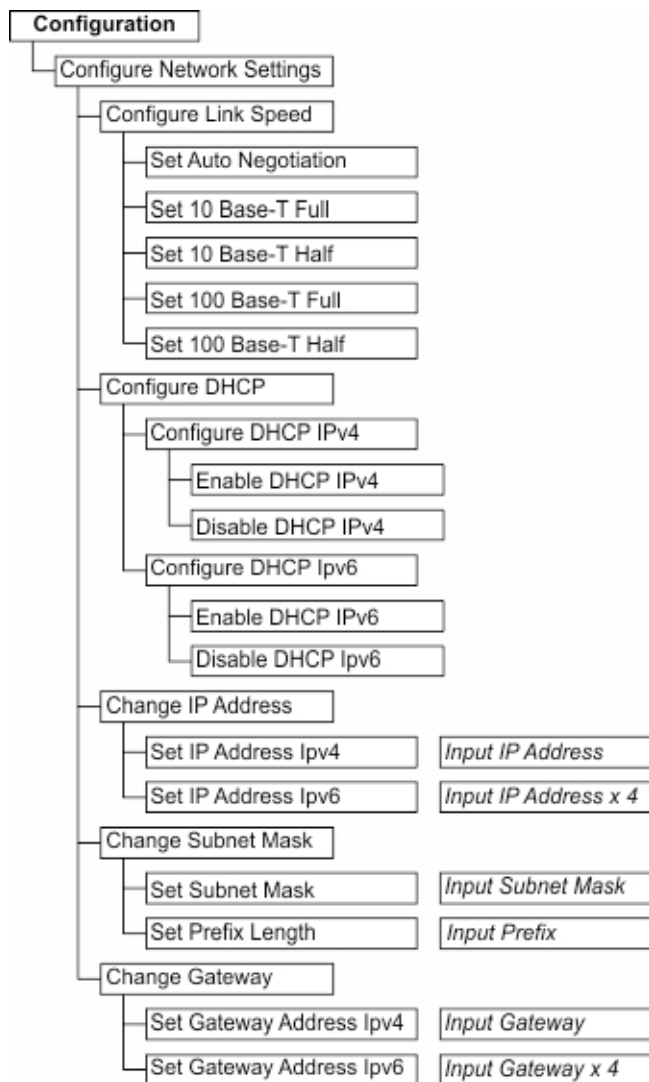 Configuration
Configure Network Settings
Configure Link Speed
Set Auto Negotiation
Set 10 Base-T Full
Set 10 Base-T Half
Set 100 Base-T Full
Set 100 Base-T Half
Configure DHCP
Configure DHCP IPv4
Enable DHCP IPv4
Disable DHCP IPv4
Configure DHCP Ipv6
Enable DHCP IPv6
Disable DHCP Ipv6
Change IP Address
Set IP Address Ipv4 Input IP Address
Set IP Address Ipv6 Input IP Address x 4
Change Subnet Mask
Set Subnet Mask Input Subnet Mask
Set Prefix Length Input Prefix
Change Gateway
Set Gateway Address Ipv4 Input Gateway
Set Gateway Address Ipv6 Input Gateway x 4